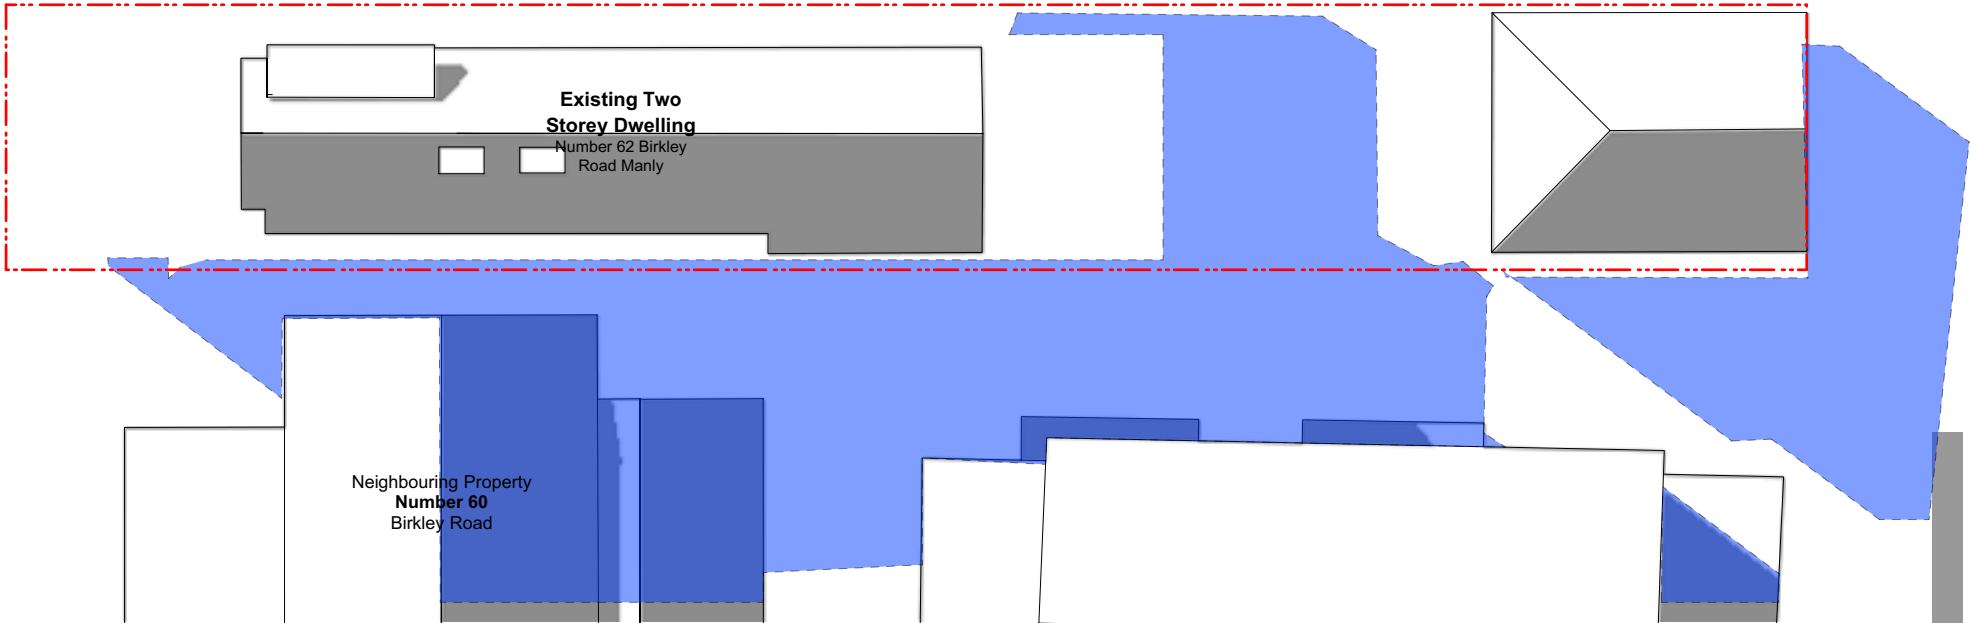 Existing Two
Storey Dwelling
Number 62 Birkley
Road Manly
Neighbouring Property
Number 60
Birkley Road